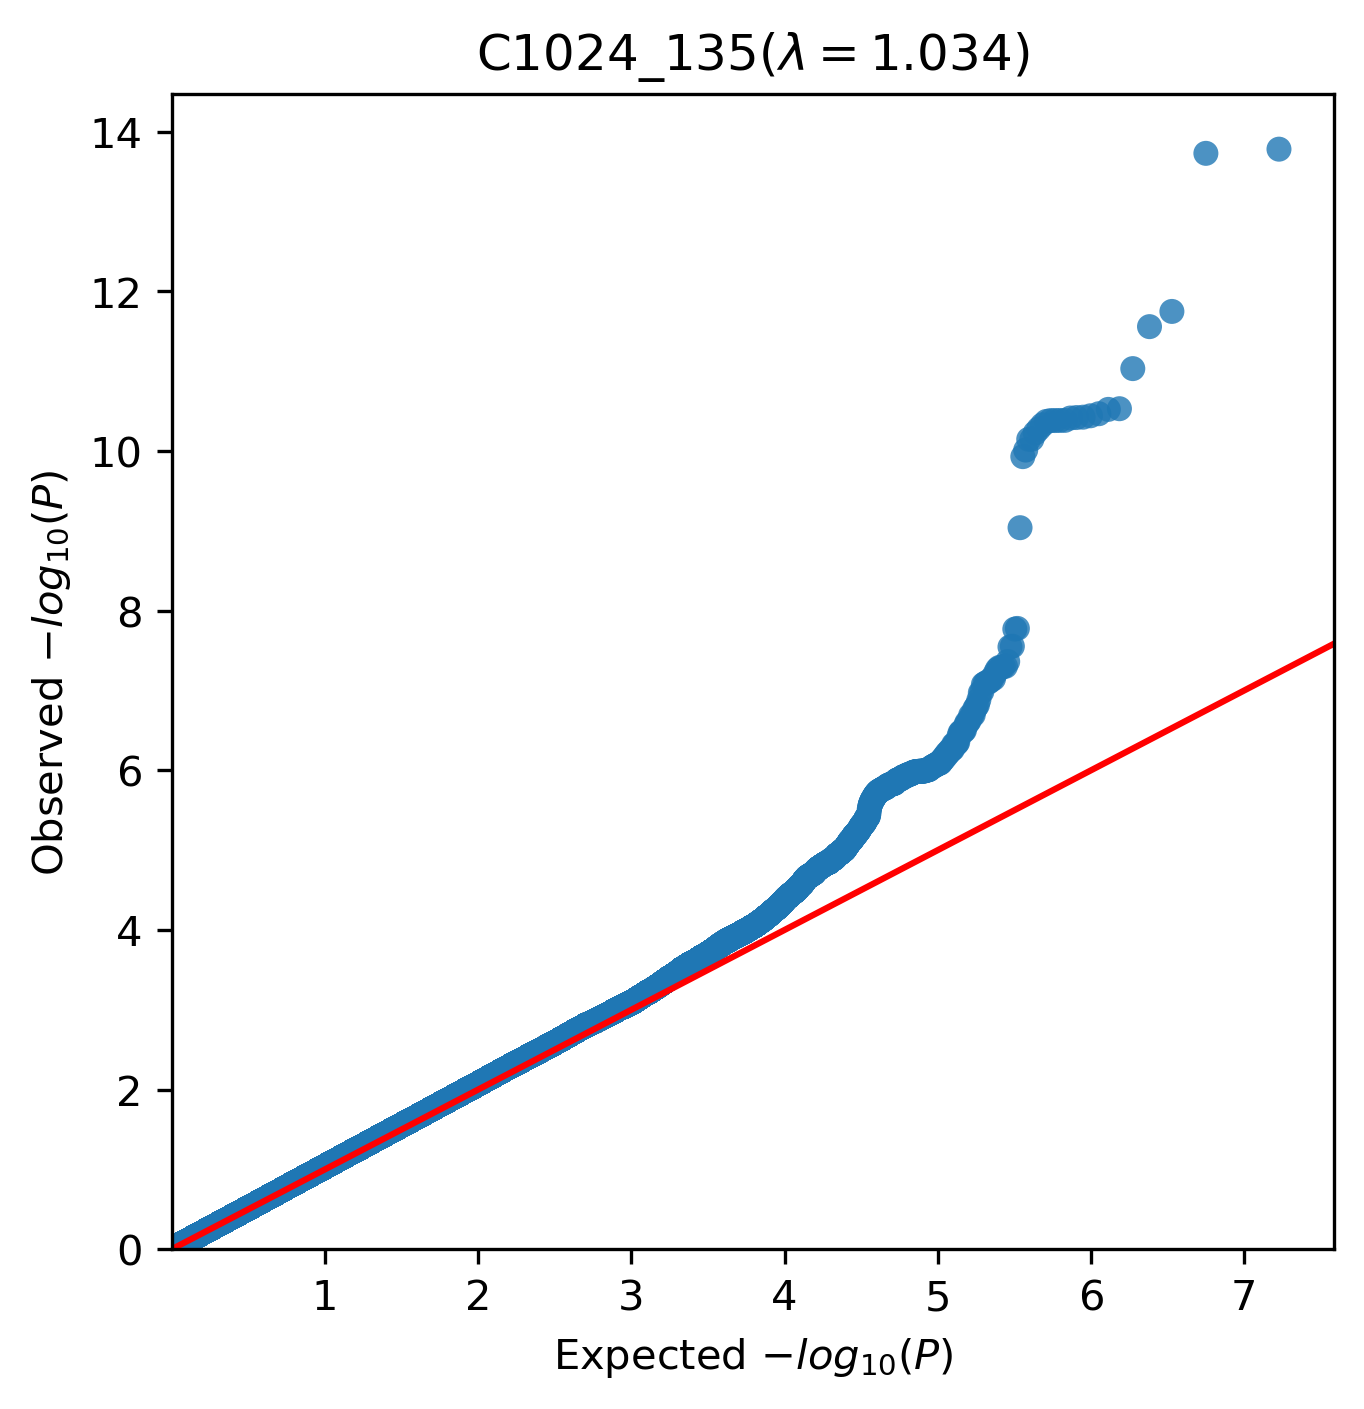 C1024_135(λ = 1.034)
14
12
10
8
6
4
2
0
Observed −log₁₀(P)
1 2 3 4 5 6 7
Expected −log₁₀(P)